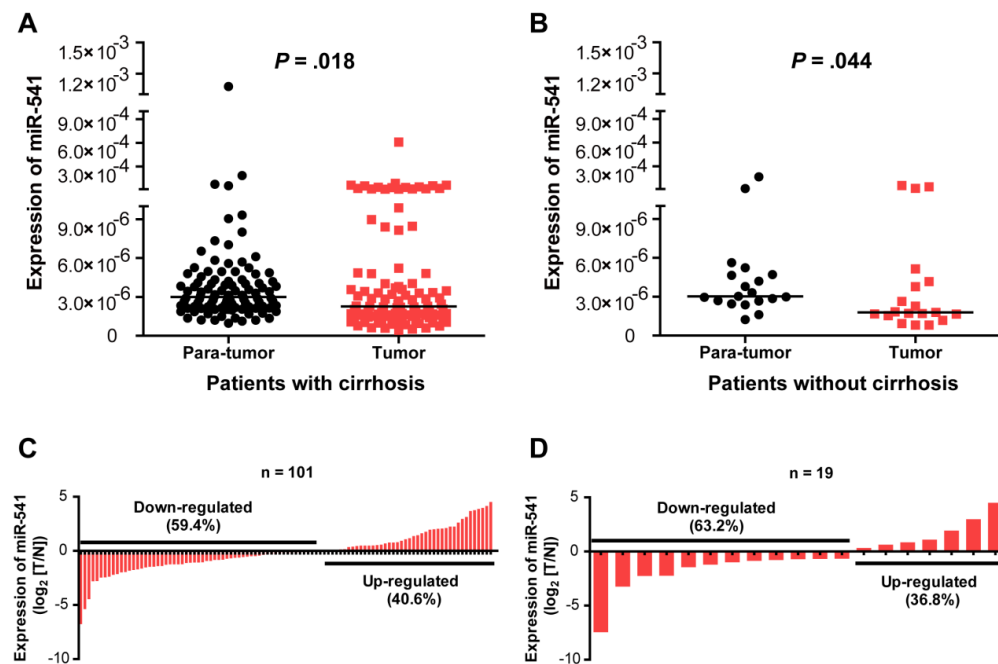 A
Expression of miR-541
1.5× 10⁻³
1.2× 10⁻³
9.0× 10⁻⁴
6.0× 10⁻⁴
3.0× 10⁻⁴
9.0× 10⁻⁶
6.0× 10⁻⁶
3.0× 10⁻⁶
0
P = .018
Para-tumor Tumor
Patients with cirrhosis
B
Expression of miR-541
1.5× 10⁻³
1.2× 10⁻³
9.0× 10⁻⁴
6.0× 10⁻⁴
3.0× 10⁻⁴
9.0× 10⁻⁶
6.0× 10⁻⁶
3.0× 10⁻⁶
0
P = .044
Para-tumor Tumor
Patients without cirrhosis
C
n = 101
Expression of miR-541
(log₂ [T/N])
5
0
-5
-10
Down-regulated
(59.4%)
Up-regulated
(40.6%)
D
n = 19
Expression of miR-541
(log₂ [T/N])
5
0
-5
-10
Down-regulated
(63.2%)
Up-regulated
(36.8%)